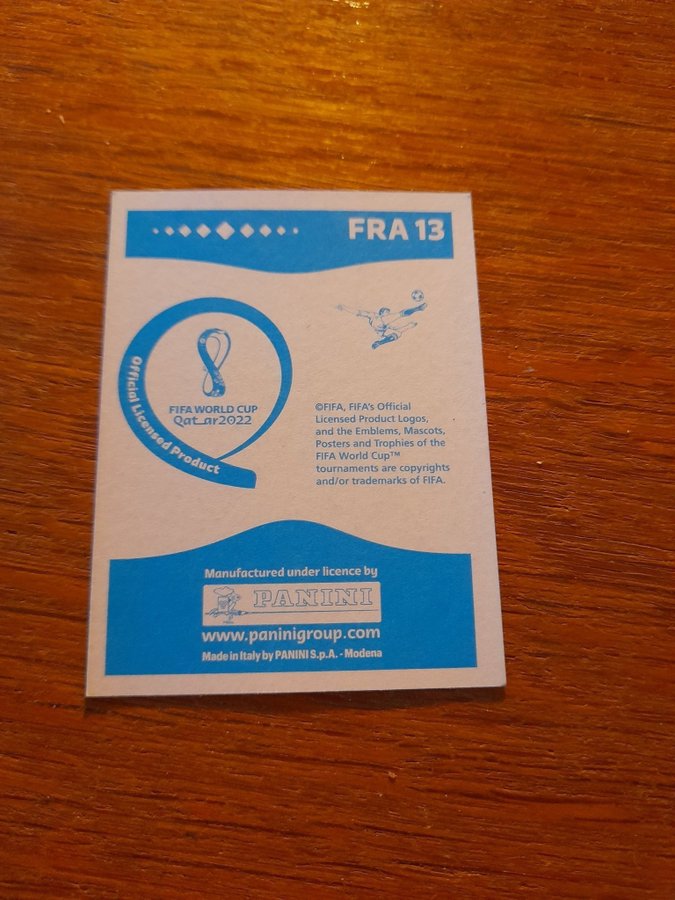 FRA 13
Official Licensed Product
FIFA WORLD CUP
Qatar2022
©FIFA, FIFA's Official
Licensed Product Logos,
and the Emblems, Mascots,
Posters and Trophies of the
FIFA World Cup™
tournaments are copyrights
and/or trademarks of FIFA.
Manufactured under licence by
PANINI
www.paninigroup.com
Made in Italy by PANINI S.p.A. - Modena